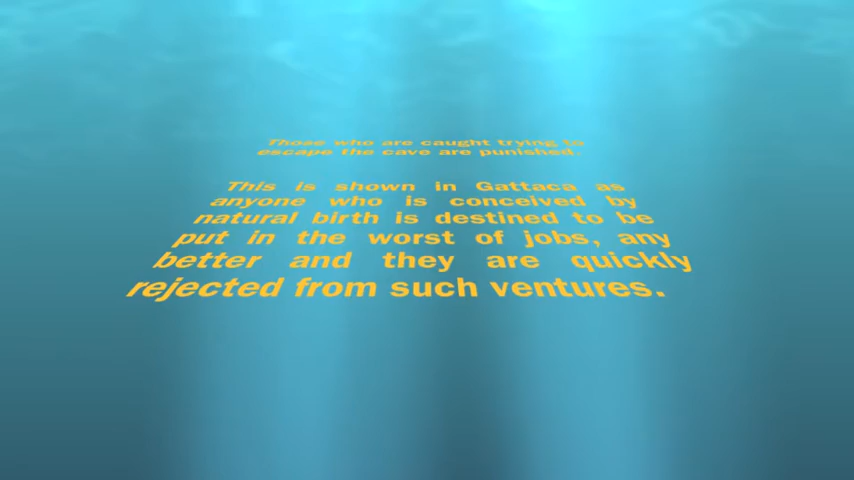 Those who are caught trying to
escape the cave are punished.
This is shown in Gattaca as
anyone who is conceived by
natural birth is destined to be
put in the worst of jobs, any
better and they are quickly
rejected from such ventures.